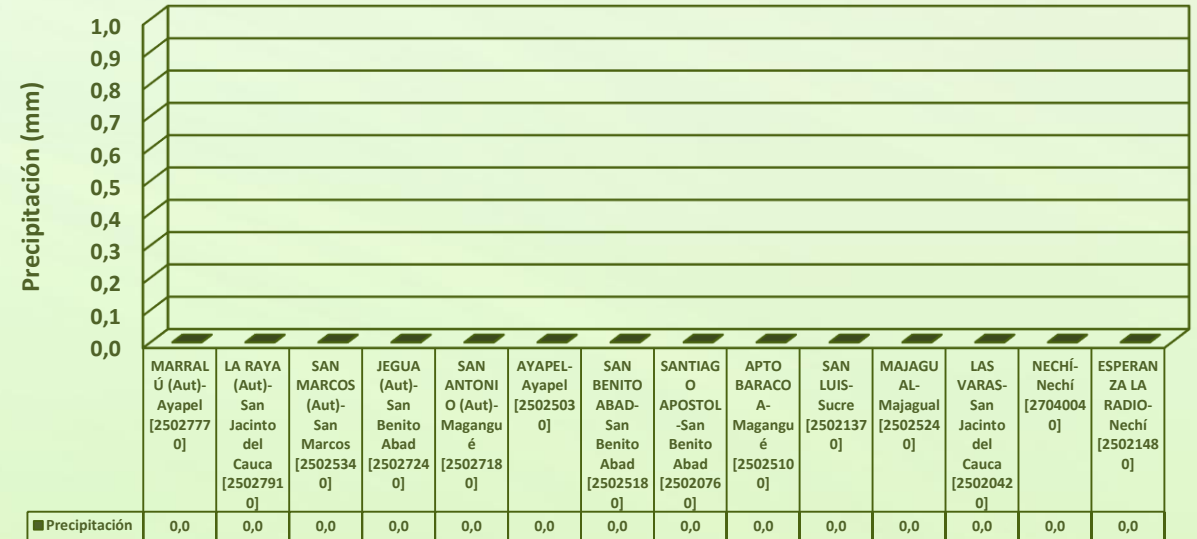 Precipitación (mm)
1,0
0,9
0,8
0,7
0,6
0,5
0,4
0,3
0,2
0,1
0,0
MARRAL
Ú (Aut)-
Ayapel
[2502777
0]
LA RAYA
(Aut)-
San
Jacinto
del
Cauca
[2502791
0]
SAN
MARCOS
(Aut)-
San
Marcos
[2502534
0]
JEGUA
(Aut)-
San
Benito
Abad
[2502724
0]
SAN
ANTONI
O (Aut)-
Magangu
é
[2502718
0]
AYAPEL-
Ayapel
[2502503
0]
SAN
BENITO
ABAD-
San
Benito
Abad
[2502518
0]
SANTIAG
O
APOSTOL
-San
Benito
Abad
[2502076
0]
APTO
BARACO
A-
Magangu
é
[2502510
0]
SAN
LUIS-
Sucre
[2502137
0]
MAJAGU
AL-
Majagual
[2502524
0]
LAS
VARAS-
San
Jacinto
del
Cauca
[2502042
0]
NECHÍ-
Nechí
[2704004
0]
ESPERAN
ZA LA
RADIO-
Nechí
[2502148
0]
Precipitación 0,0 0,0 0,0 0,0 0,0 0,0 0,0 0,0 0,0 0,0 0,0 0,0 0,0 0,0